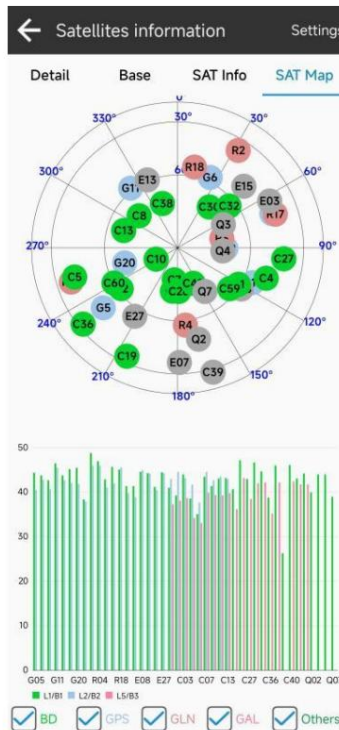 Satellites information
Settings
Detail
Base
SAT Info
SAT Map
0°
30°
30°
300°
60°
R2
R18
G6
E13
G11
E15
C38
E03
R17
C32
C8
Q3
C13
270°
90°
Q4
G20
C10
C27
C5
C4
C60
C59
Q7
G5
E27
C36
240°
120°
R4
Q2
C19
E07
C39
210°
150°
180°
50
40
30
20
10
0
G05 G11 G20 R04 R18 E08 E27 C03 C07 C13 C27 C36 C40 Q02
L1/B1 L2/B2 L5/B3
BD GPS GLN GAL Others